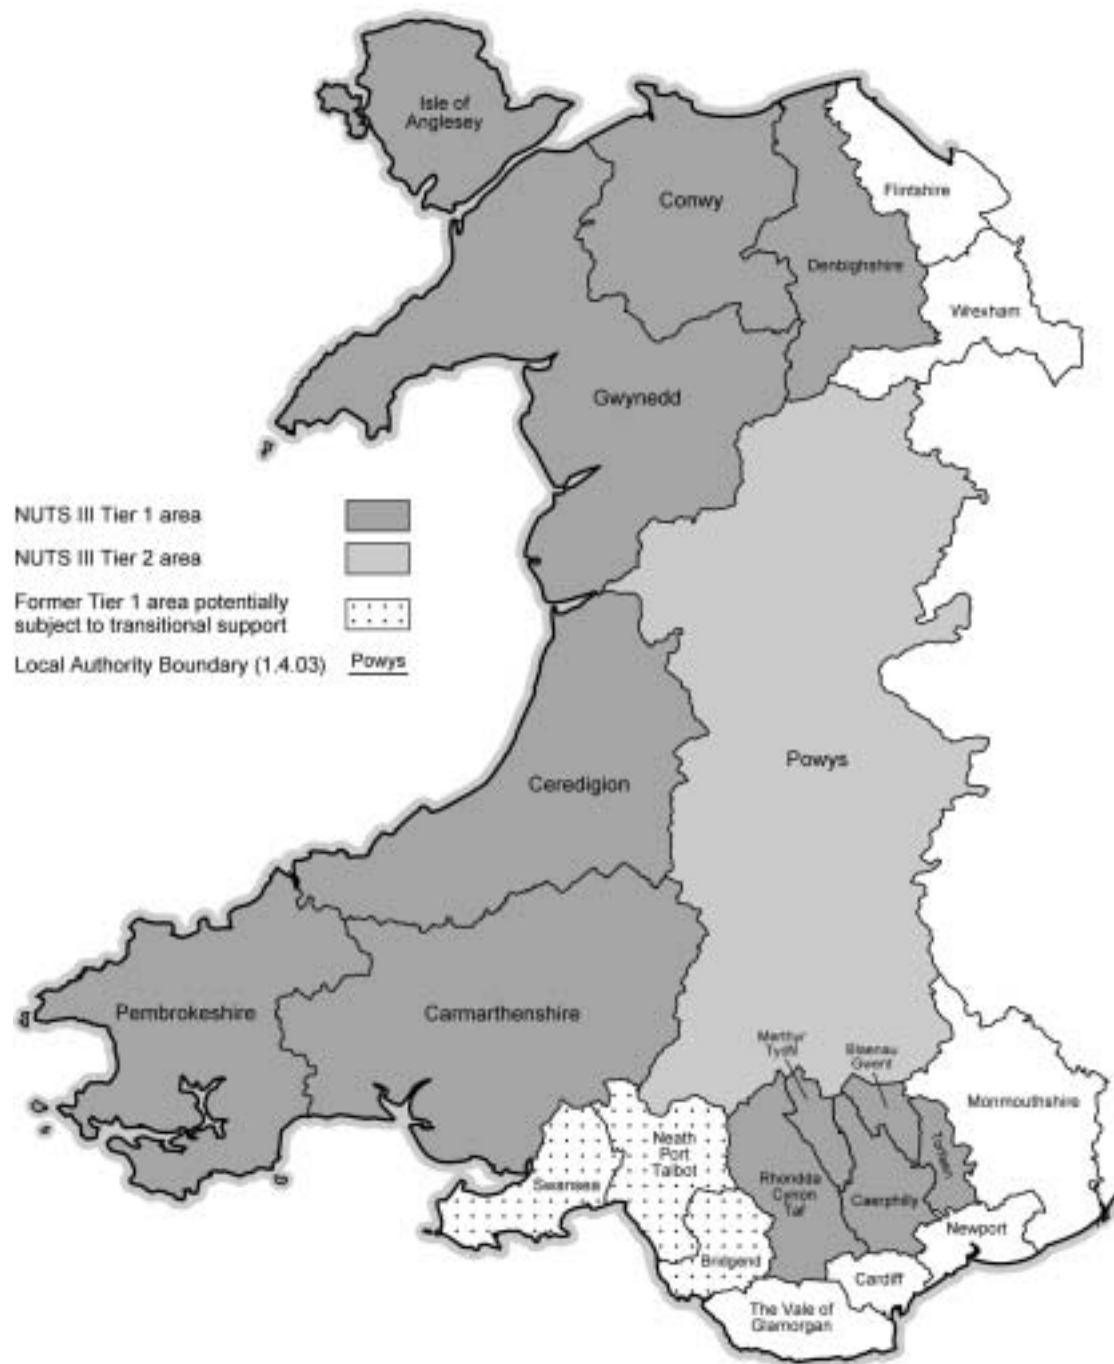 Isle of
Anglesey
Conwy
Flintshire
Denbighshire
Wrexham
Gwynedd
NUTS III Tier 1 area
NUTS III Tier 2 area
Former Tier 1 area potentially
subject to transitional support
Local Authority Boundary (1.4.03) Powys
Powys
Ceredigion
Pembrokeshire
Carmarthenshire
Merthyr
Tydfil
Blaenau
Gwent
Monmouthshire
Torfaen
Neath
Port
Talbot
Swansea
Rhondda
Cynon
Taf
Caerphilly
Newport
Bridgend
Cardiff
The Vale of
Glamorgan